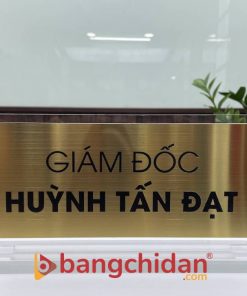 GIÁM ĐỐC
HUỲNH TẤN ĐẠT
bangchidan.com®